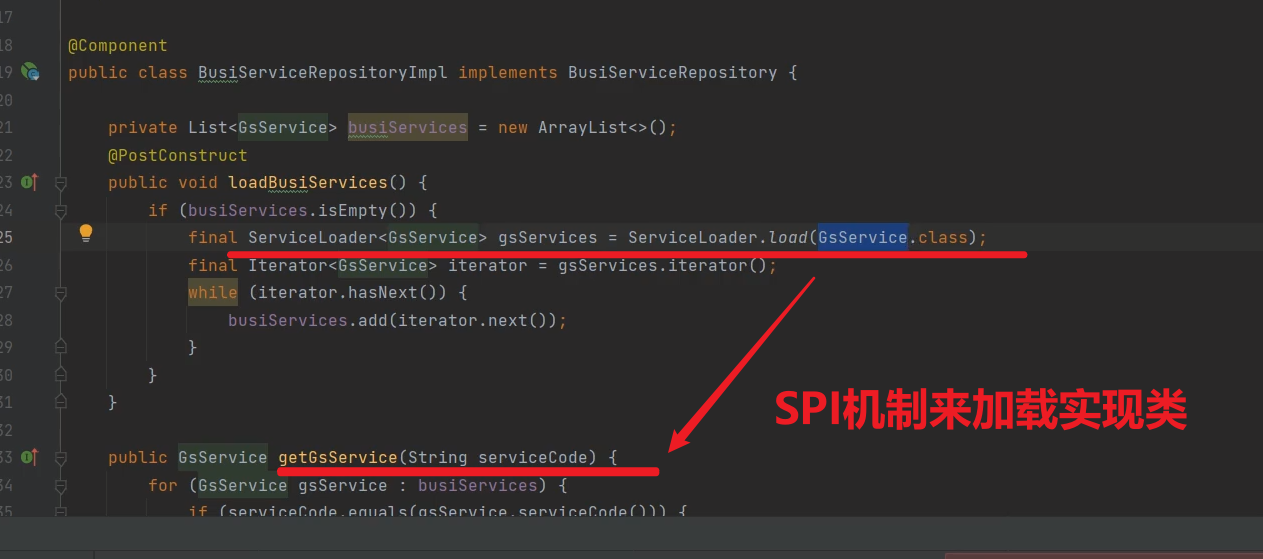 17
18 @Component
19 public class BusiServiceRepositoryImpl implements BusiServiceRepository {
20
21 private List<GsService> busiServices = new ArrayList<>();
22 @PostConstruct
23 public void loadBusiServices() {
24 if (busiServices.isEmpty()) {
25 final ServiceLoader<GsService> gsServices = ServiceLoader.load(GsService.class);
26 final Iterator<GsService> iterator = gsServices.iterator();
27 while (iterator.hasNext()) {
28 busiServices.add(iterator.next());
29 }
30 }
31 }
SPI机制来加载实现类
32
33 public GsService getGsService(String serviceCode) {
34 for (GsService gsService : busiServices) {
35 if (serviceCode.equals(gsService.serviceCode())) {